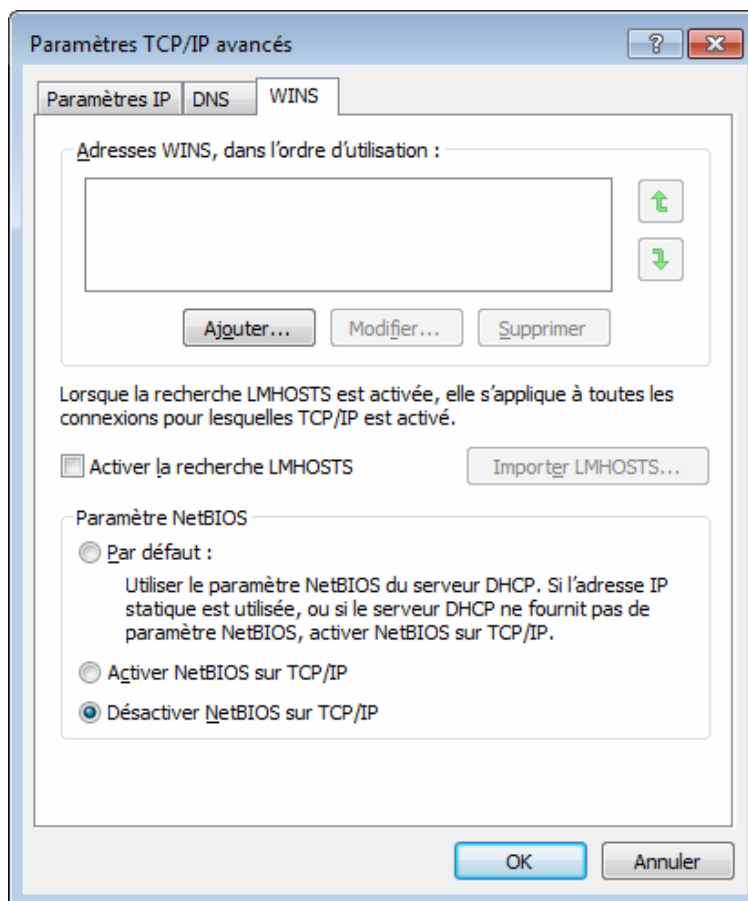 Paramètres TCP/IP avancés
?
Paramètres IP
DNS
WINS
Adresses WINS, dans l’ordre d’utilisation :
Ajouter...
Modifier...
Supprimer
Lorsque la recherche LMHOSTS est activée, elle s’applique à toutes les
connexions pour lesquelles TCP/IP est activé.
Activer la recherche LMHOSTS
Importer LMHOSTS...
Paramètre NetBIOS
Par défaut :
Utiliser le paramètre NetBIOS du serveur DHCP. Si l’adresse IP
statique est utilisée, ou si le serveur DHCP ne fournit pas de
paramètre NetBIOS, activer NetBIOS sur TCP/IP.
Activer NetBIOS sur TCP/IP
Désactiver NetBIOS sur TCP/IP
OK
Annuler